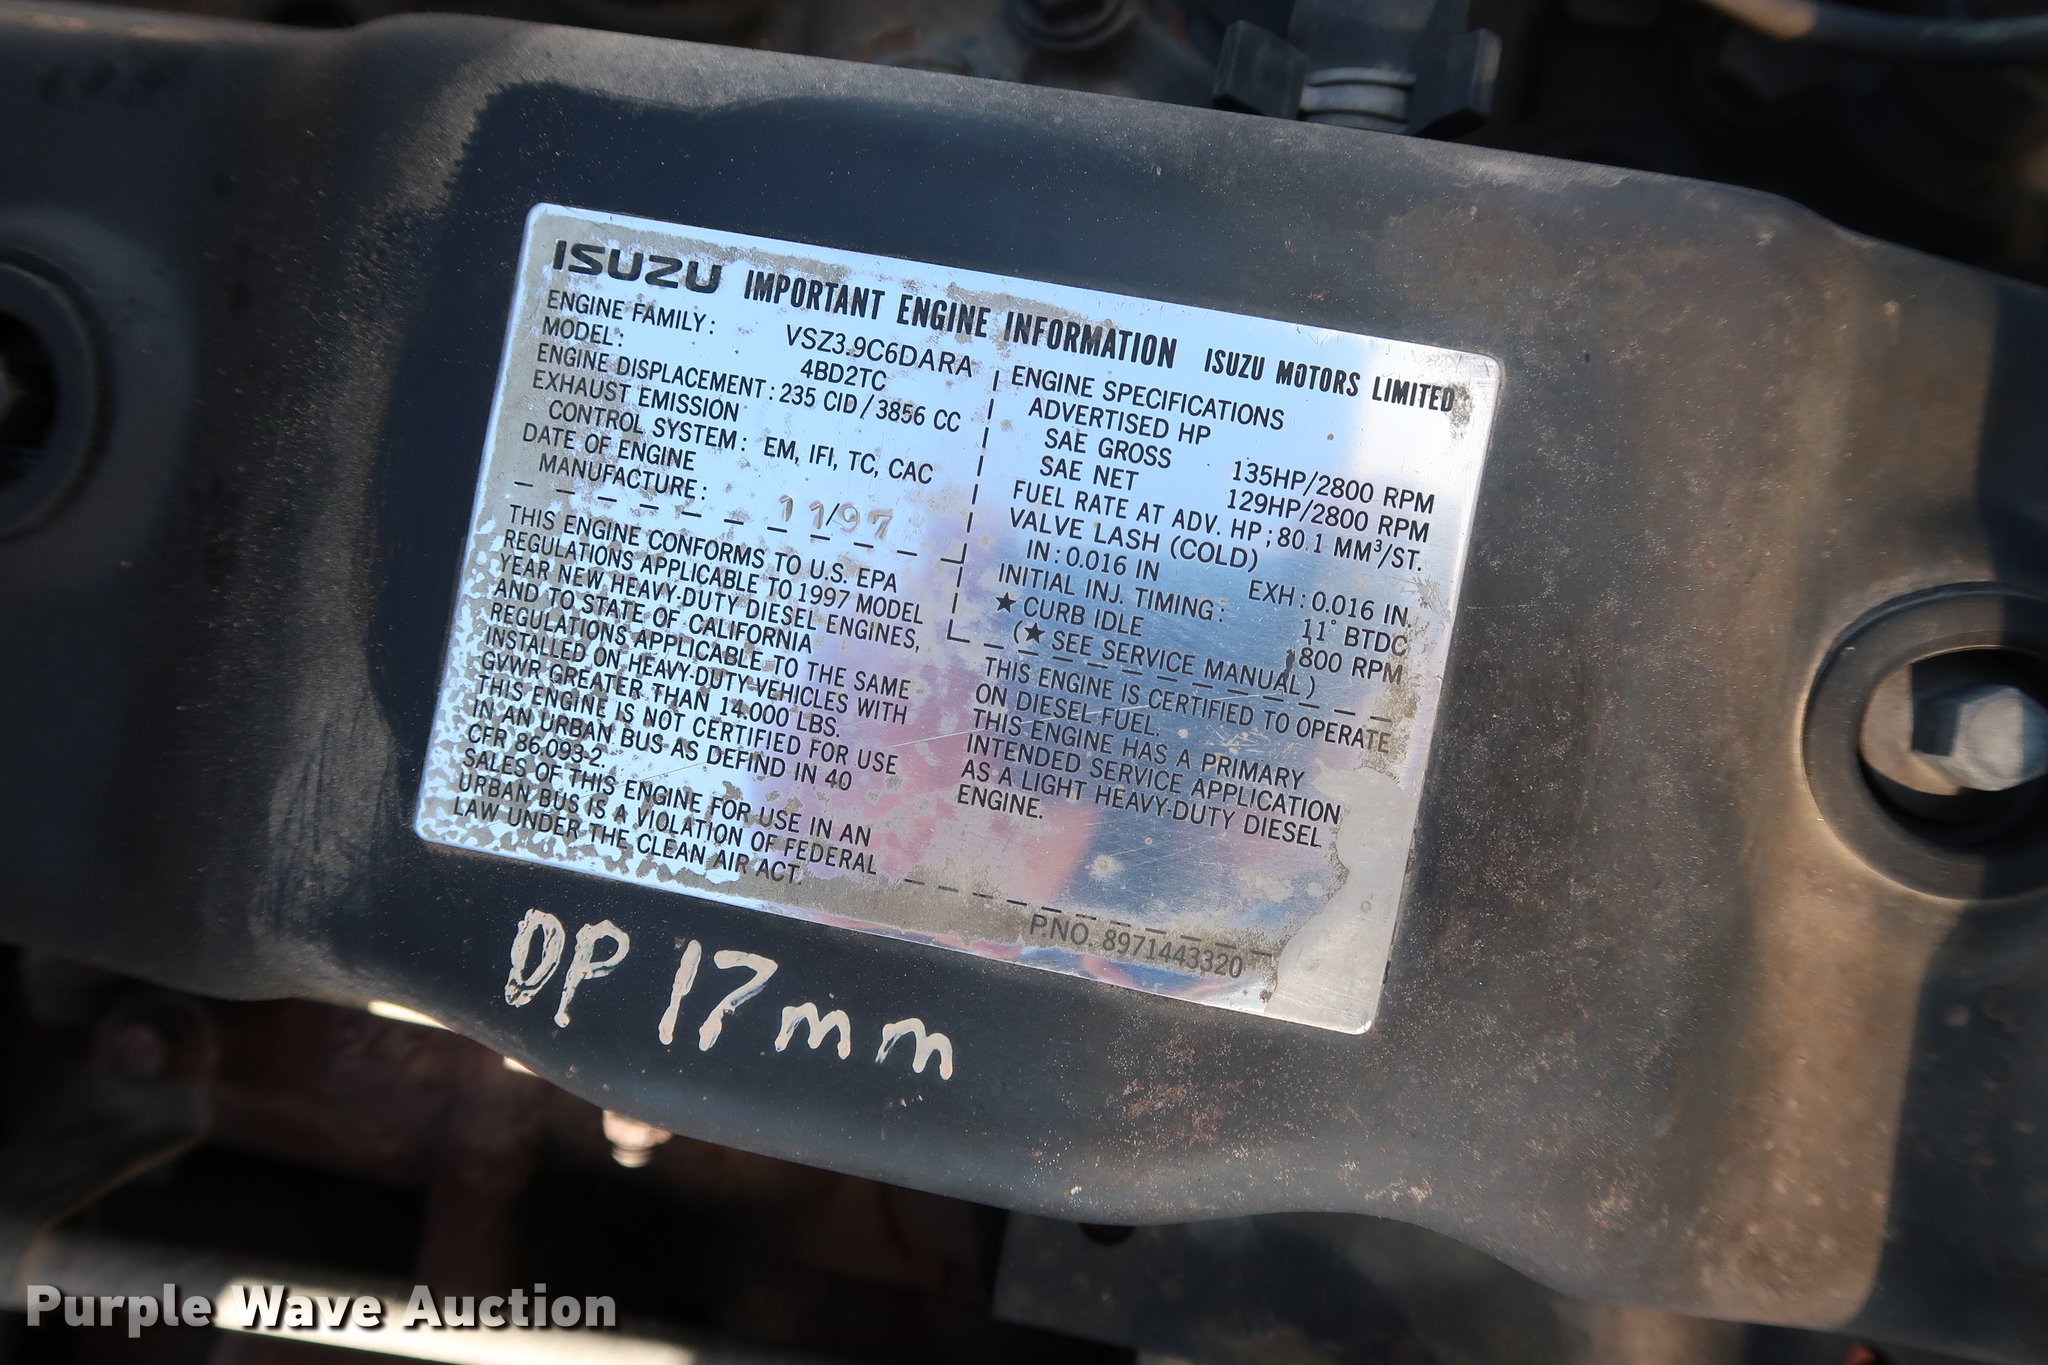 ISUZU IMPORTANT ENGINE INFORMATION ISUZU MOTORS LIMITED
ENGINE FAMILY: VSZ3.9C6DARA
MODEL: 4BD2TC
ENGINE DISPLACEMENT: 235 CID/3856 CC
EXHAUST EMISSION
CONTROL SYSTEM: EM, IFI, TC, CAC
DATE OF ENGINE
MANUFACTURE: 11/97
THIS ENGINE CONFORMS TO U.S. EPA
REGULATIONS APPLICABLE TO 1997 MODEL
YEAR NEW HEAVY-DUTY DIESEL ENGINES,
AND TO STATE OF CALIFORNIA
REGULATIONS APPLICABLE TO THE SAME
INSTALLED ON HEAVY-DUTY VEHICLES WITH
GVWR GREATER THAN 14.000 LBS.
THIS ENGINE IS NOT CERTIFIED FOR USE
IN AN URBAN BUS AS DEFIND IN 40
CFR 86.093-2.
SALES OF THIS ENGINE FOR USE IN AN
URBAN BUS IS A VIOLATION OF FEDERAL
LAW UNDER THE CLEAN AIR ACT.
ENGINE SPECIFICATIONS
ADVERTISED HP
SAE GROSS 135HP/2800 RPM
SAE NET 129HP/2800 RPM
FUEL RATE AT ADV. HP; 80.1 MM³/ST.
VALVE LASH (COLD)
IN: 0.016 IN EXH: 0.016 IN.
INITIAL INJ. TIMING: 11° BTDC
★ CURB IDLE 800 RPM
(★ SEE SERVICE MANUAL)
THIS ENGINE IS CERTIFIED TO OPERATE
ON DIESEL FUEL.
THIS ENGINE HAS A PRIMARY
INTENDED SERVICE APPLICATION
AS A LIGHT HEAVY-DUTY DIESEL
ENGINE.
P.NO. 8971443320
DP 17mm
Purple Wave Auction